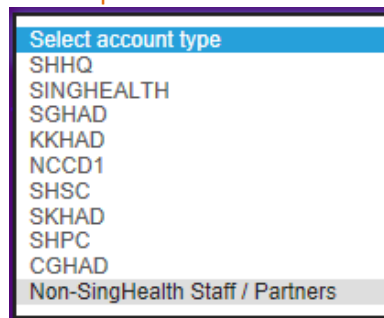 Select account type
SHHQ
SINGHEALTH
SGHAD
KKHAD
NCCD1
SHSC
SKHAD
SHPC
CGHAD
Non-SingHealth Staff / Partners